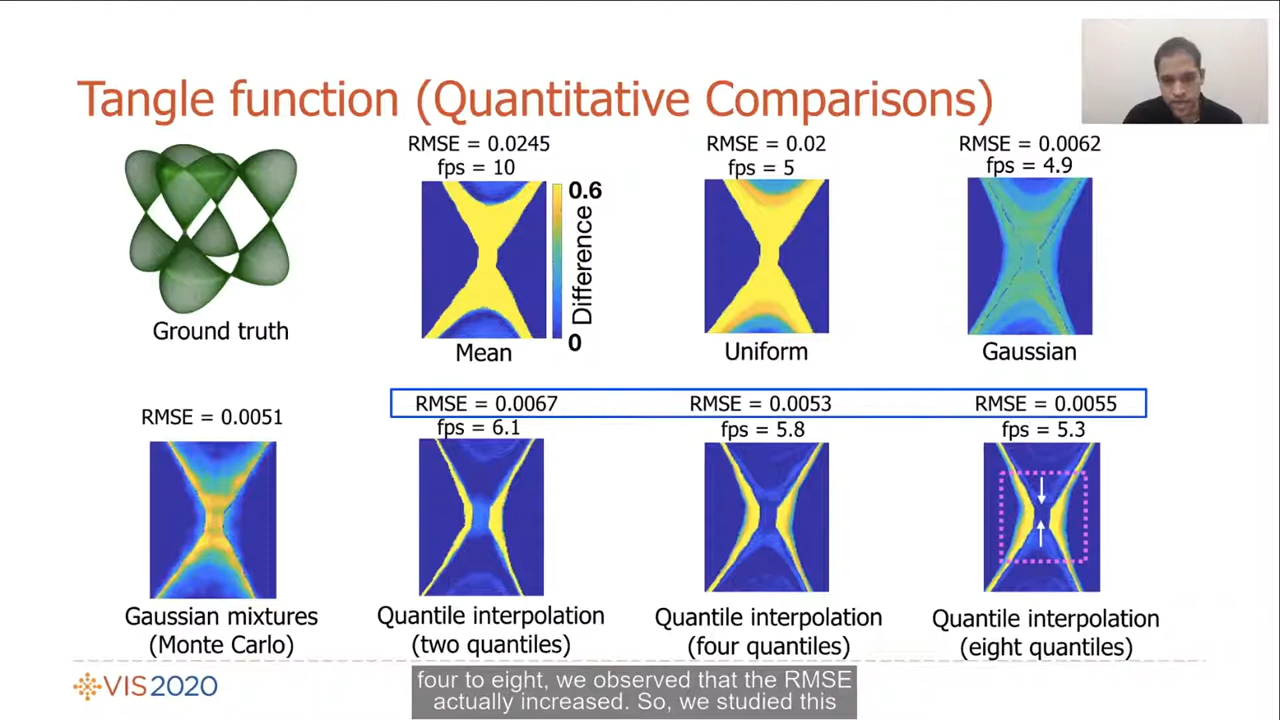 Tangle function (Quantitative Comparisons)
RMSE = 0.0245
fps = 10
RMSE = 0.02
fps = 5
RMSE = 0.0062
fps = 4.9
0.6
Difference
0
Ground truth
Mean
Uniform
Gaussian
RMSE = 0.0051
RMSE = 0.0067
fps = 6.1
RMSE = 0.0053
fps = 5.8
RMSE = 0.0055
fps = 5.3
Gaussian mixtures
(Monte Carlo)
Quantile interpolation
(two quantiles)
Quantile interpolation
(four quantiles)
Quantile interpolation
(eight quantiles)
VIS2020
four to eight, we observed that the RMSE
actually increased. So, we studied this